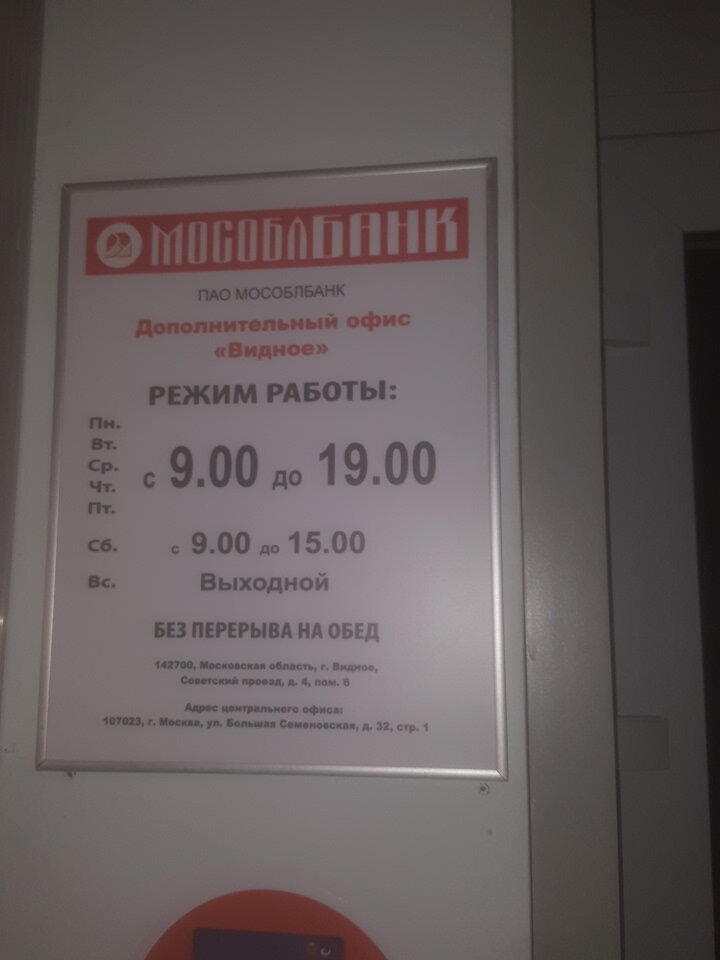 МОСОБЛБАНК
ПАО МОСОБЛБАНК
Дополнительный офис
«Видное»
РЕЖИМ РАБОТЫ:
Пн.
Вт.
Ср.
Чт.
Пт.
с 9.00 до 19.00
Сб. с 9.00 до 15.00
Вс. Выходной
БЕЗ ПЕРЕРЫВА НА ОБЕД
142700, Московская область, г. Видное,
Советский проезд, д. 4, пом. 6
Адрес центрального офиса:
107023, г. Москва, ул. Большая Семеновская, д. 32, стр. 1